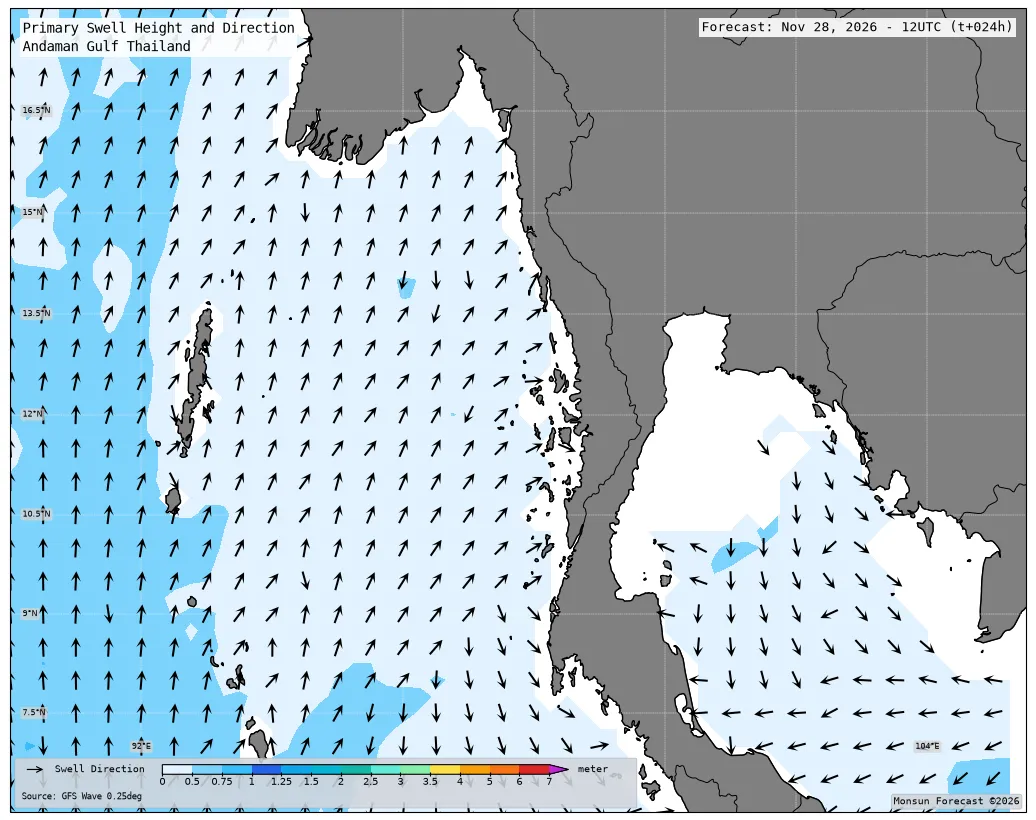 Primary Swell Height and Direction
Andaman Gulf Thailand
Forecast: Nov 28, 2026 - 12UTC (t+024h)
16.5°N
15°N
13.5°N
12°N
10.5°N
9°N
7.5°N
92°E
104°E
Swell Direction
0 0.5 0.75 1 1.25 1.5 2 2.5 3 3.5 4 5 6 7
meter
Source: GFS Wave 0.25deg
Monsun Forecast ©2026